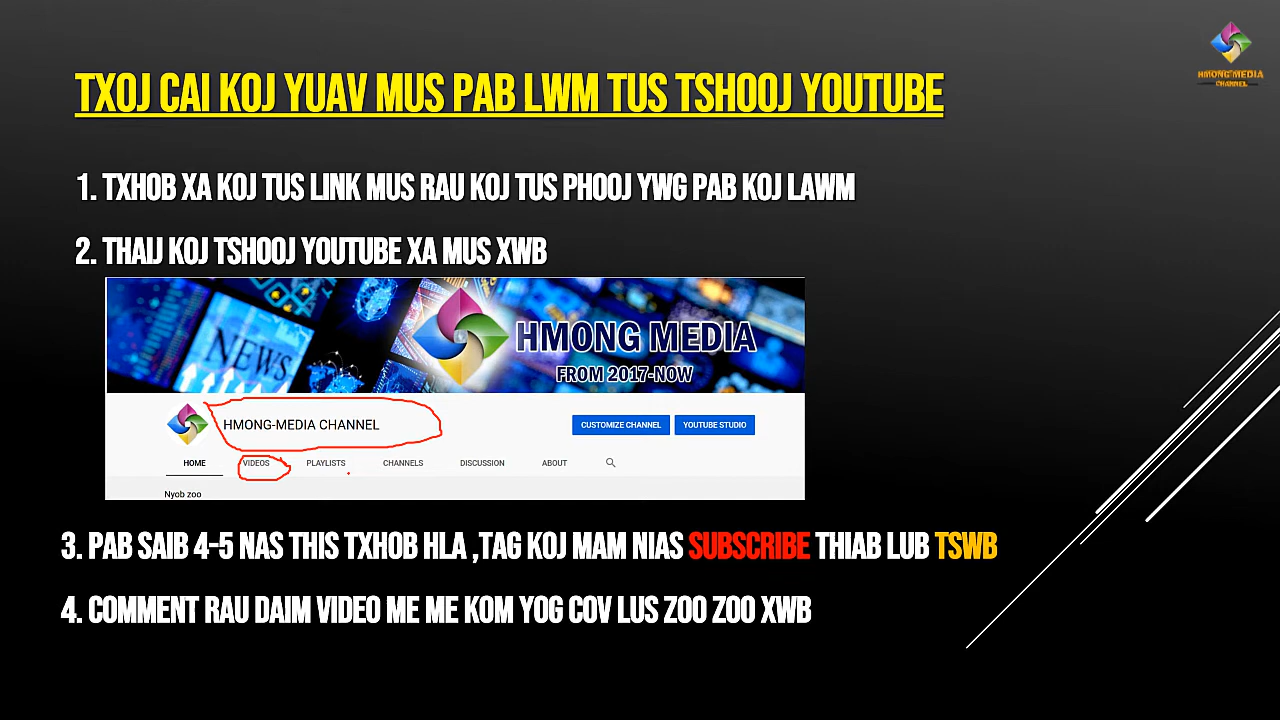 HMONG MEDIA
CHANNEL
TXOJ CAI KOJ YUAV MUS PAB LWM TUS TSHOOJ YOUTUBE
1. TXHOB XA KOJ TUS LINK MUS RAU KOJ TUS PHOOJ YWG PAB KOJ LAWM
2. THAIJ KOJ TSHOOJ YOUTUBE XA MUS XWB
NEWS
HMONG MEDIA
FROM 2017-NOW
HMONG-MEDIA CHANNEL
CUSTOMIZE CHANNEL YOUTUBE STUDIO
HOME VIDEOS PLAYLISTS CHANNELS DISCUSSION ABOUT
Nyob zoo
3. PAB SAIB 4-5 NAS THIS TXHOB HLA ,TAG KOJ MAM NIAS SUBSCRIBE THIAB LUB TSWB
4. COMMENT RAU DAIM VIDEO ME ME KOM YOG COV LUS ZOO ZOO XWB